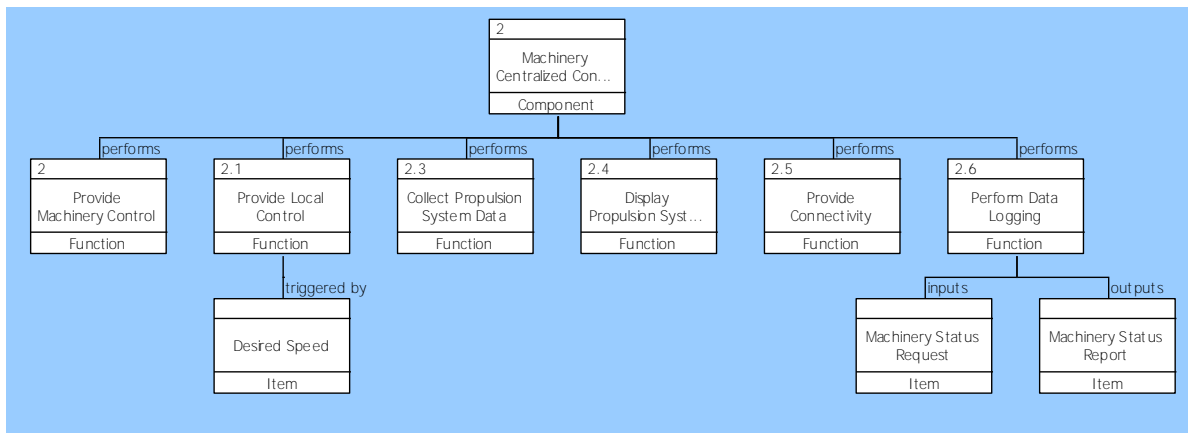 2
Machinery
Centralized Con...
Component
performs
performs
performs
performs
performs
performs
2
Provide
Machinery Control
Function
2.1
Provide Local
Control
Function
2.3
Collect Propulsion
System Data
Function
2.4
Display
Propulsion Syst...
Function
2.5
Provide
Connectivity
Function
2.6
Perform Data
Logging
Function
triggered by
inputs
outputs
Desired Speed
Item
Machinery Status
Request
Item
Machinery Status
Report
Item